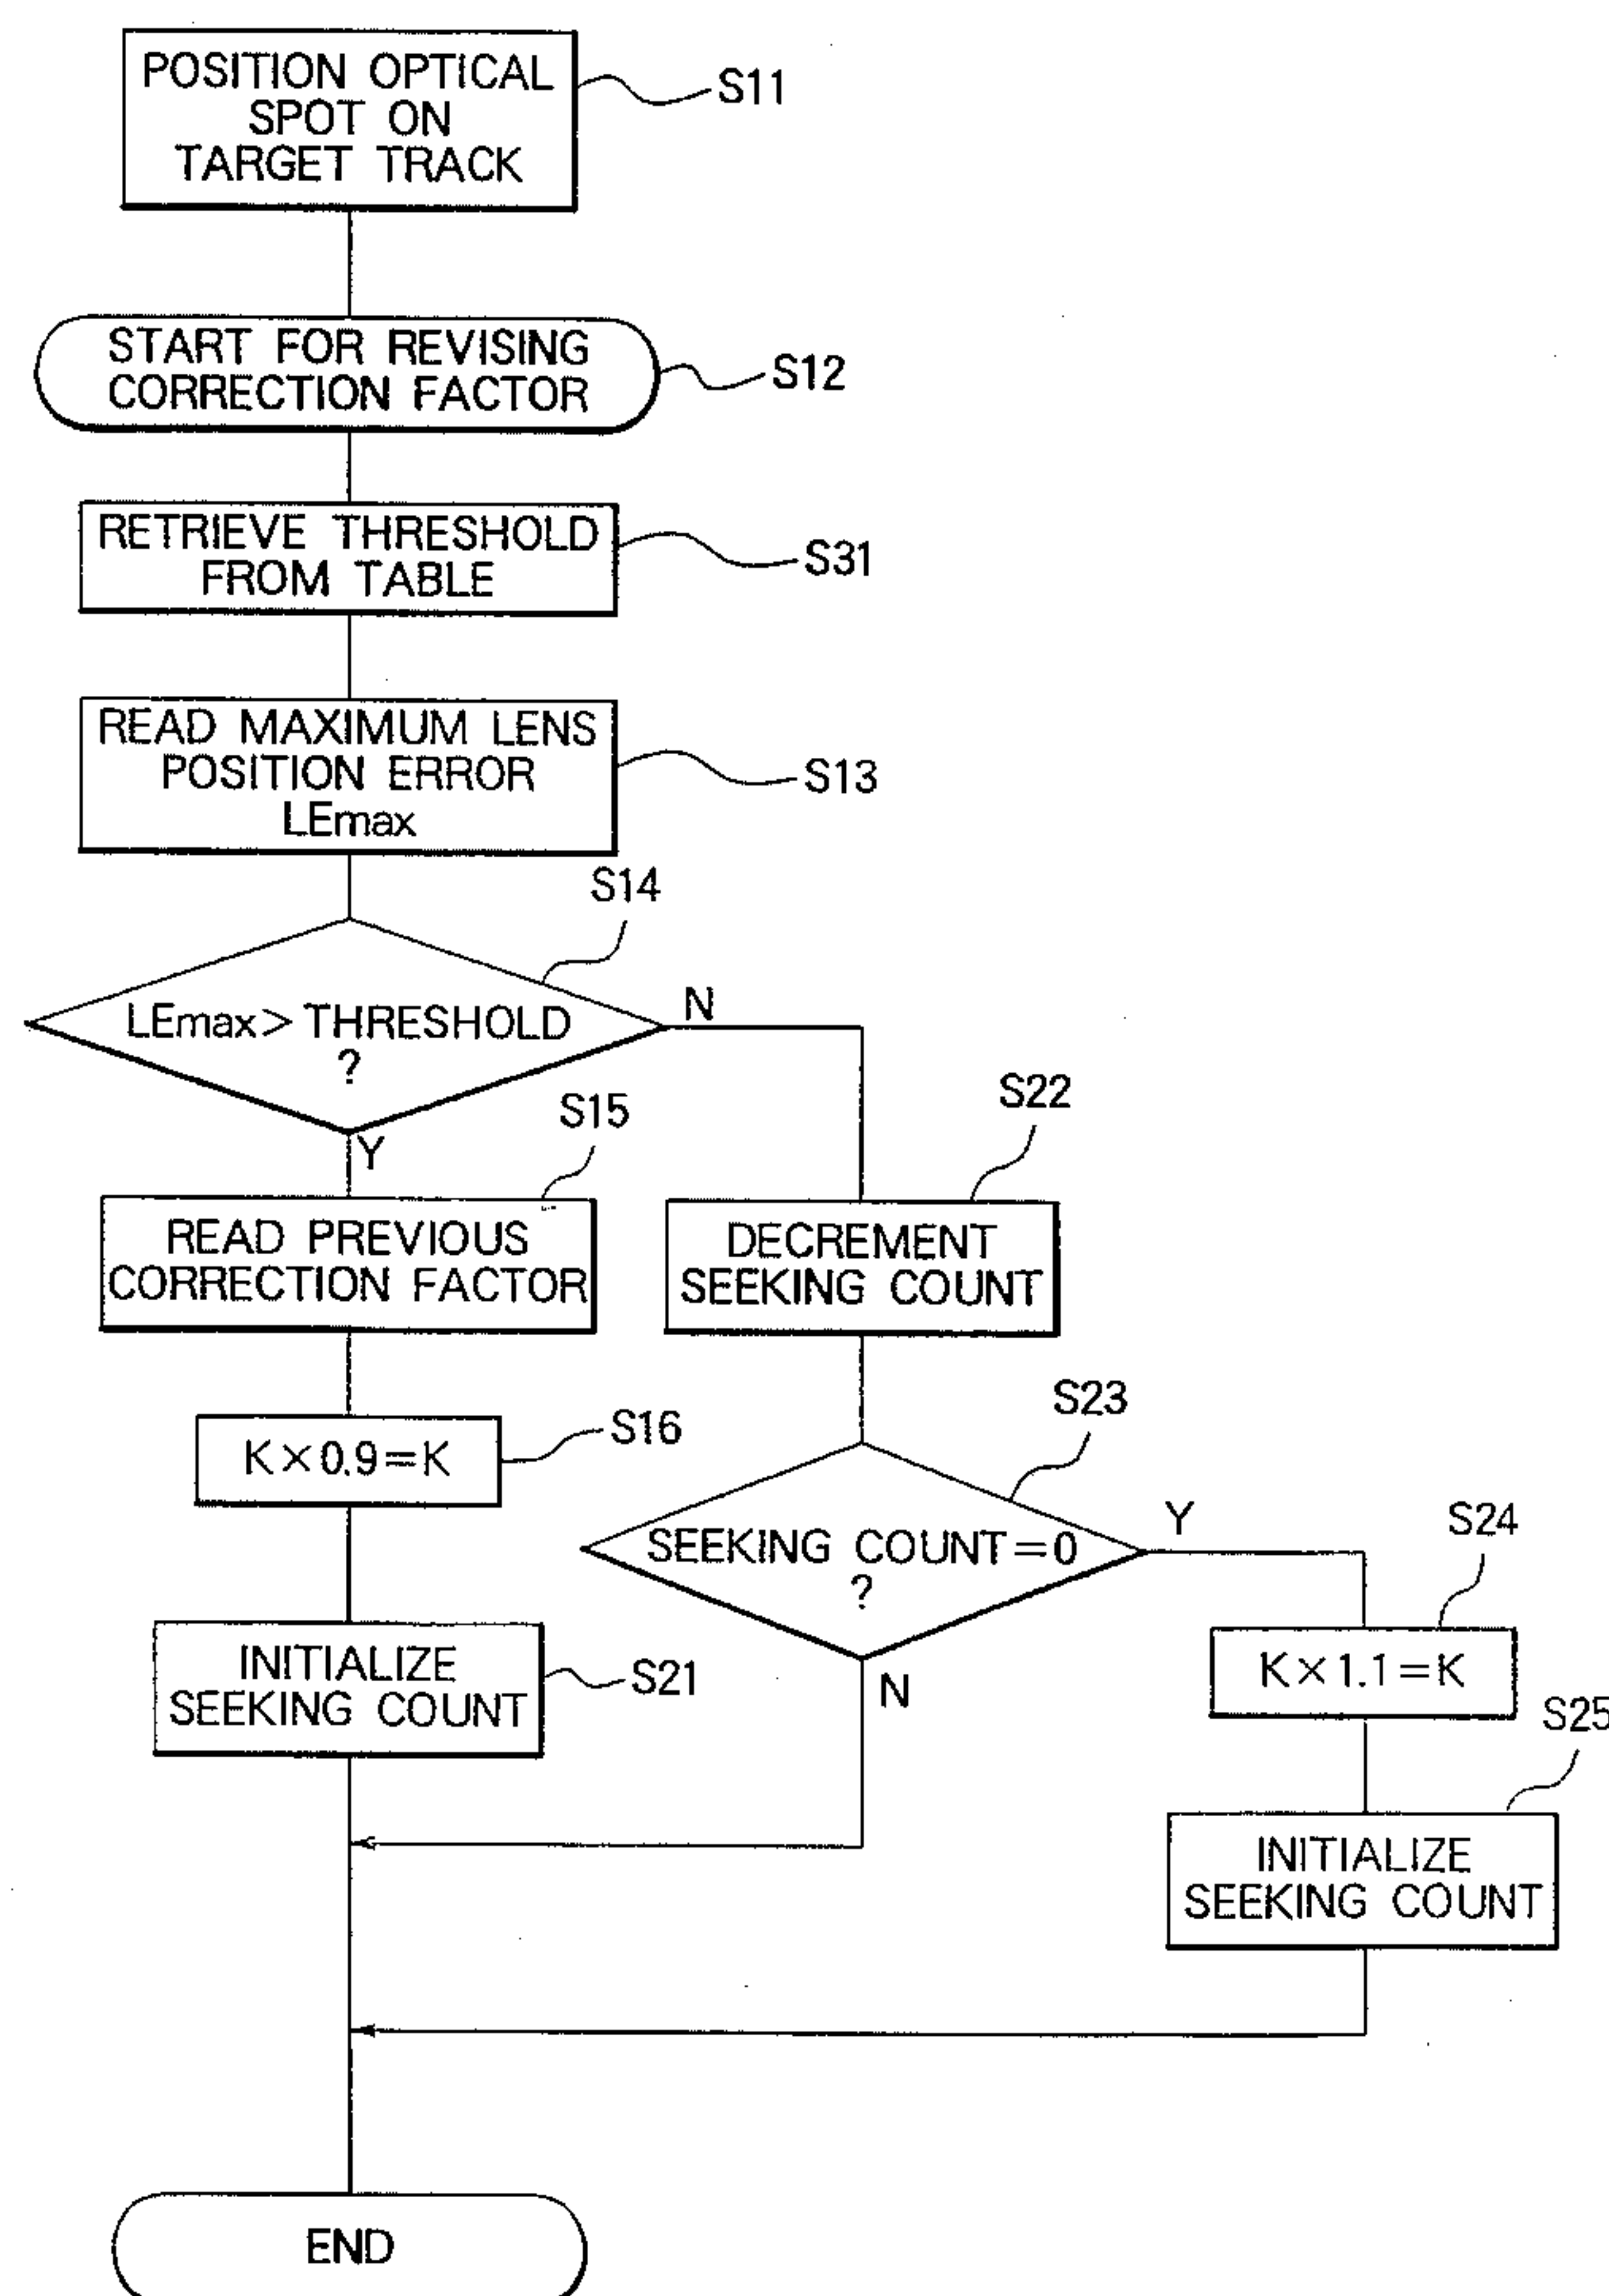 POSITION OPTICAL
SPOT ON
TARGET TRACK
S11
START FOR REVISING
CORRECTION FACTOR
S12
RETRIEVE THRESHOLD
FROM TABLE
S31
READ MAXIMUM LENS
POSITION ERROR
LEmax
S13
S14
LEmax> THRESHOLD
?
N
Y
S15
READ PREVIOUS
CORRECTION FACTOR
S22
DECREMENT
SEEKING COUNT
K×0.9=K
S16
S23
SEEKING COUNT=0
?
Y
N
S24
K×1.1=K
INITIALIZE
SEEKING COUNT
S21
S25
INITIALIZE
SEEKING COUNT
END